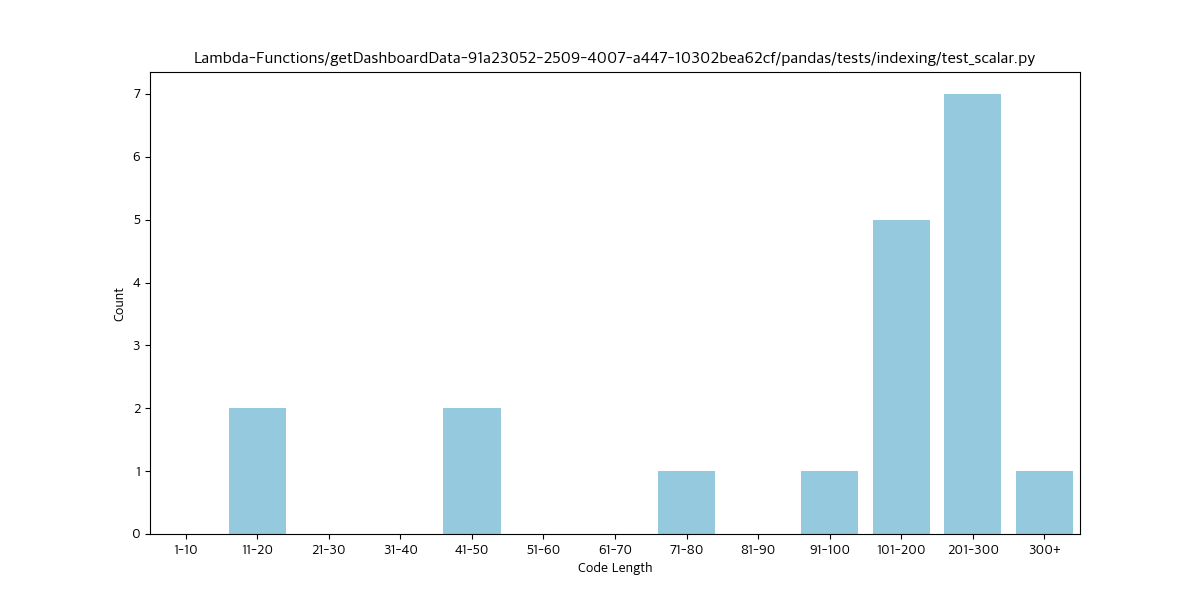 Lambda-Functions/getDashboardData-91a23052-2509-4007-a447-10302bea62cf/pandas/tests/indexing/test_scalar.py
7
6
5
4
3
2
1
0
Count
1-10 11-20 21-30 31-40 41-50 51-60 61-70 71-80 81-90 91-100 101-200 201-300 300+
Code Length